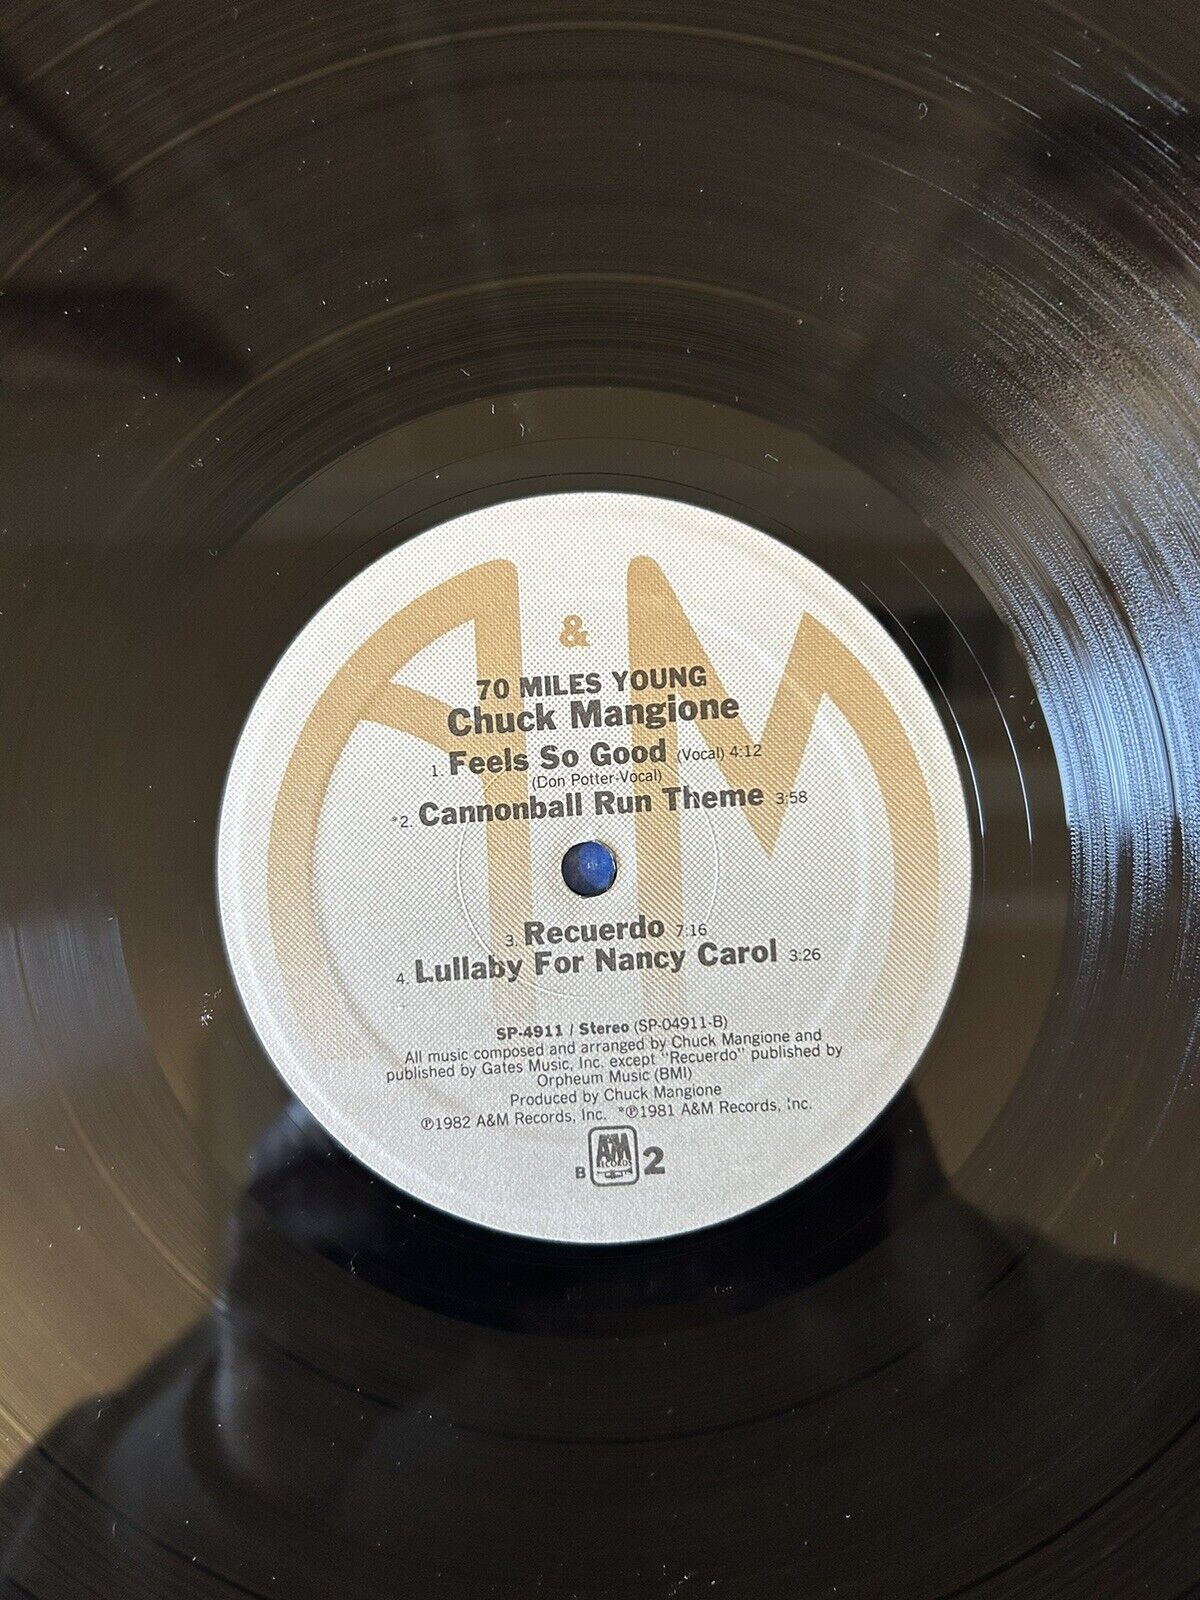 A & M
70 MILES YOUNG
Chuck Mangione
1. Feels So Good (Vocal) 4:12
(Don Potter-Vocal)
*2. Cannonball Run Theme 3:58
3. Recuerdo 7:16
4. Lullaby For Nancy Carol 3:26
SP-4911 / Stereo (SP-04911-B)
All music composed and arranged by Chuck Mangione and
published by Gates Music, Inc. except "Recuerdo" published by
Orpheum Music (BMI)
Produced by Chuck Mangione
℗1982 A&M Records, Inc. *℗1981 A&M Records, Inc.
B A&M RECORDS 2